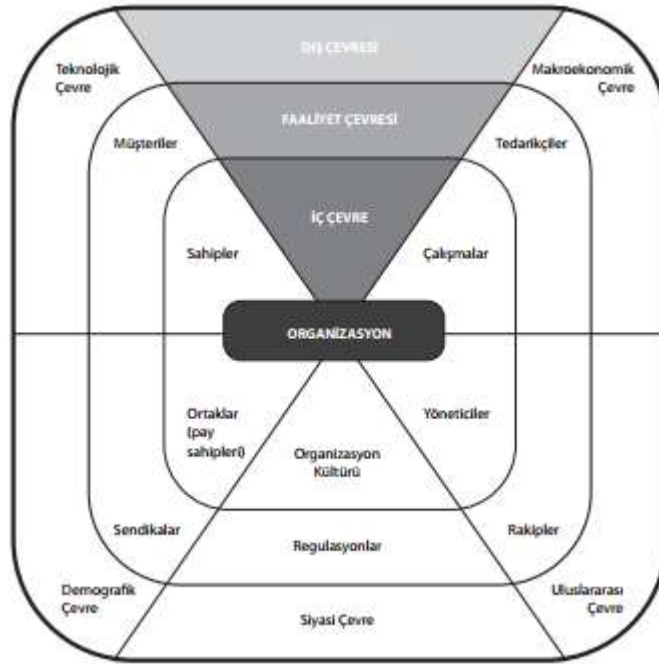 DIŞ ÇEVRESİ
Teknolojik
Çevre
Makroekonomik
Çevre
FAALİYET ÇEVRESİ
Müşteriler
Tedarikçiler
İÇ ÇEVRE
Sahipler
Çalışmalar
ORGANİZASYON
Ortaklar
(pay
sahipleri)
Yöneticiler
Organizasyon
Kültürü
Sendikalar
Regulasyonlar
Rakipler
Demografik
Çevre
Siyasi Çevre
Uluslararası
Çevre